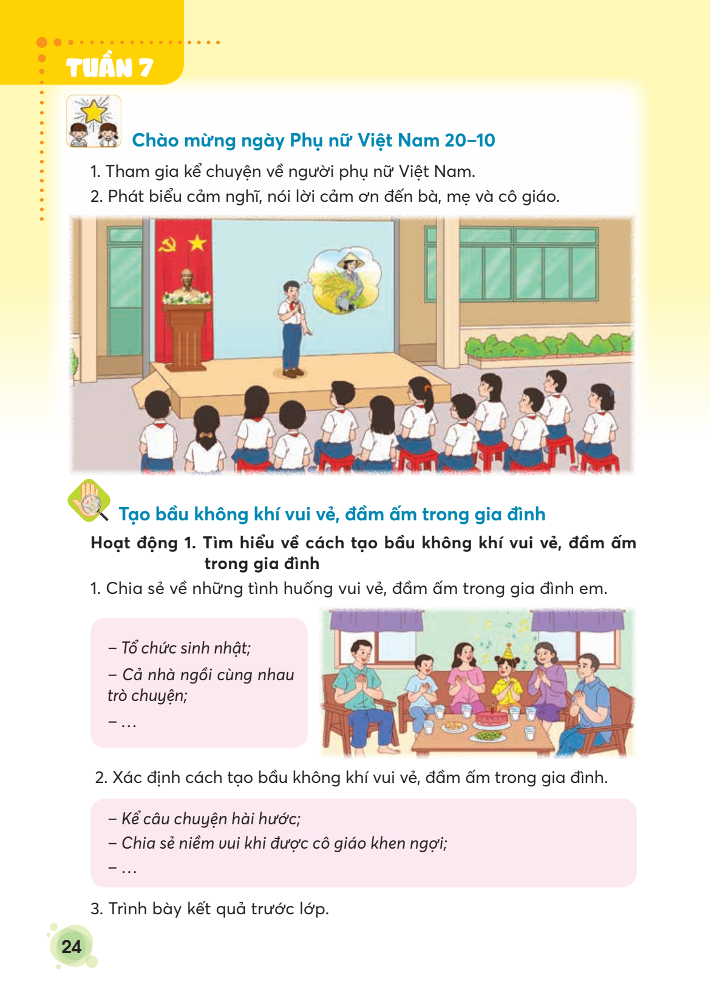 TUẦN 7
Chào mừng ngày Phụ nữ Việt Nam 20–10
1. Tham gia kể chuyện về người phụ nữ Việt Nam.
2. Phát biểu cảm nghĩ, nói lời cảm ơn đến bà, mẹ và cô giáo.
Tạo bầu không khí vui vẻ, đầm ấm trong gia đình
Hoạt động 1. Tìm hiểu về cách tạo bầu không khí vui vẻ, đầm ấm
trong gia đình
1. Chia sẻ về những tình huống vui vẻ, đầm ấm trong gia đình em.
– Tổ chức sinh nhật;
– Cả nhà ngồi cùng nhau
trò chuyện;
– …
2. Xác định cách tạo bầu không khí vui vẻ, đầm ấm trong gia đình.
– Kể câu chuyện hài hước;
– Chia sẻ niềm vui khi được cô giáo khen ngợi;
– …
3. Trình bày kết quả trước lớp.
24